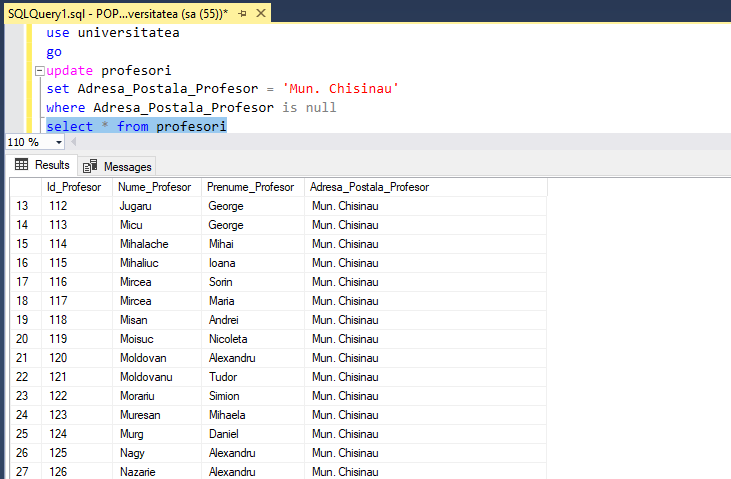 SQLQuery1.sql - POP...versitatea (sa (55))*
use universitatea
go
update profesori
set Adresa_Postala_Profesor = 'Mun. Chisinau'
where Adresa_Postala_Profesor is null
select * from profesori
110 %
Results Messages
Id_Profesor Nume_Profesor Prenume_Profesor Adresa_Postala_Profesor
13 112 Jugaru George Mun. Chisinau
14 113 Micu George Mun. Chisinau
15 114 Mihalache Mihai Mun. Chisinau
16 115 Mihaliuc Ioana Mun. Chisinau
17 116 Mircea Sorin Mun. Chisinau
18 117 Mircea Maria Mun. Chisinau
19 118 Misan Andrei Mun. Chisinau
20 119 Moisuc Nicoleta Mun. Chisinau
21 120 Moldovan Alexandru Mun. Chisinau
22 121 Moldovanu Tudor Mun. Chisinau
23 122 Morariu Simion Mun. Chisinau
24 123 Muresan Mihaela Mun. Chisinau
25 124 Murg Daniel Mun. Chisinau
26 125 Nagy Alexandru Mun. Chisinau
27 126 Nazarie Alexandru Mun. Chisinau